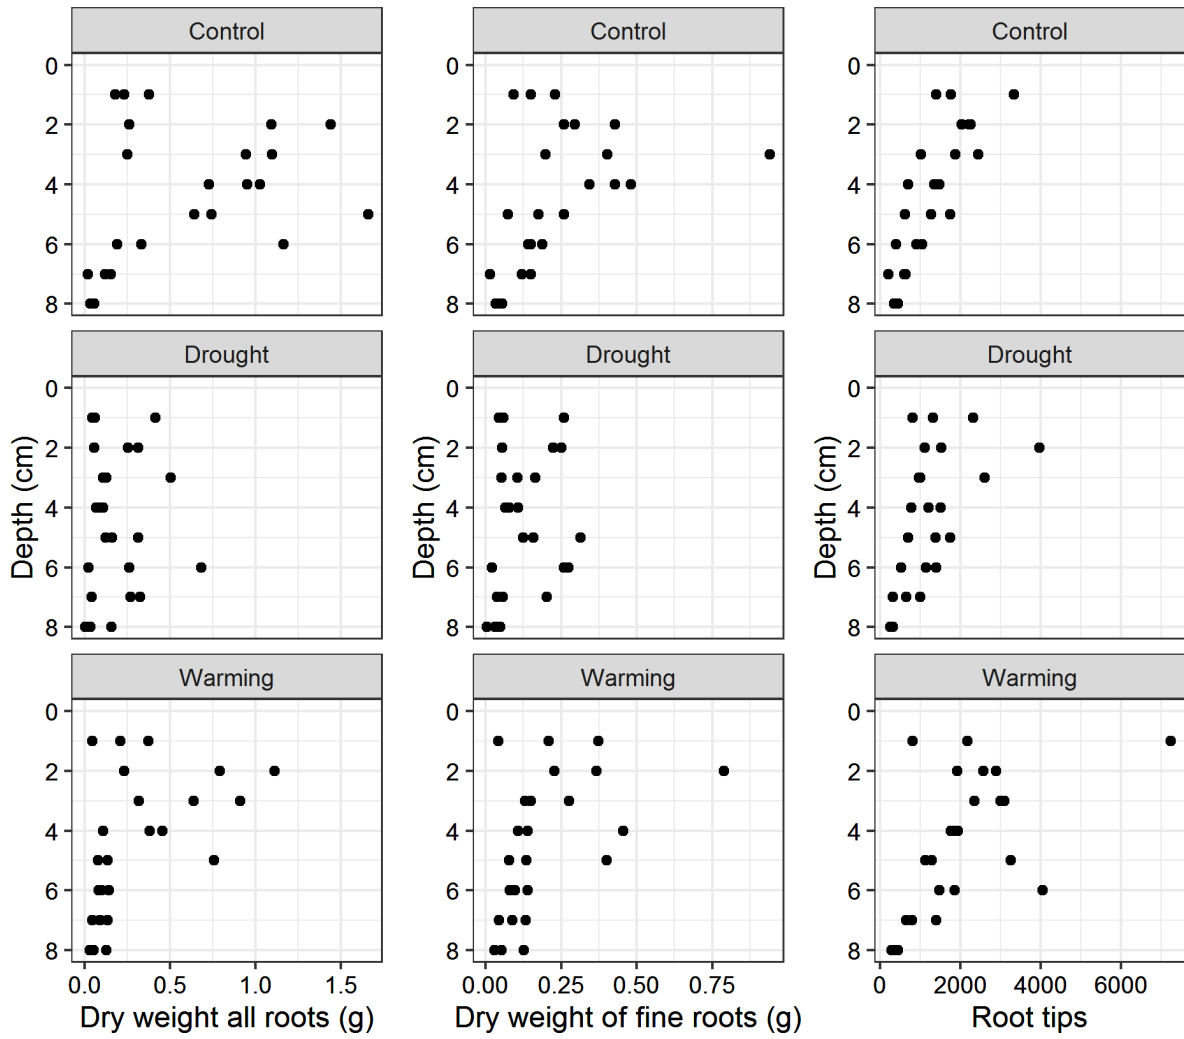 Control
Control
Control
0
2
4
6
8
0
2
4
6
8
0
2
4
6
8
Drought
Drought
Drought
0
2
4
6
8
0
2
4
6
8
0
2
4
6
8
Depth (cm)
Depth (cm)
Depth (cm)
Warming
Warming
Warming
0
2
4
6
8
0
2
4
6
8
0
2
4
6
8
0.0 0.5 1.0 1.5
0.00 0.25 0.50 0.75
0 2000 4000 6000
Dry weight all roots (g)
Dry weight of fine roots (g)
Root tips